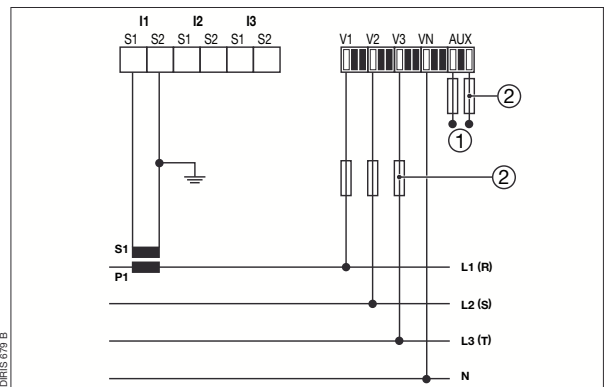 I1 I2 I3
S1 S2 S1 S2 S1 S2
V1 V2 V3 VN AUX
2
1
2
S1
P1
L1 (R)
L2 (S)
L3 (T)
N
DIRIS 679 B